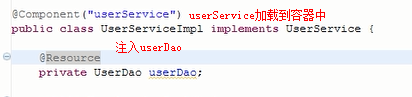 @Component("userService") userService加载到容器中
public class UserServiceImpl implements UserService {
注入userDao
@Resource
private UserDao userDao;